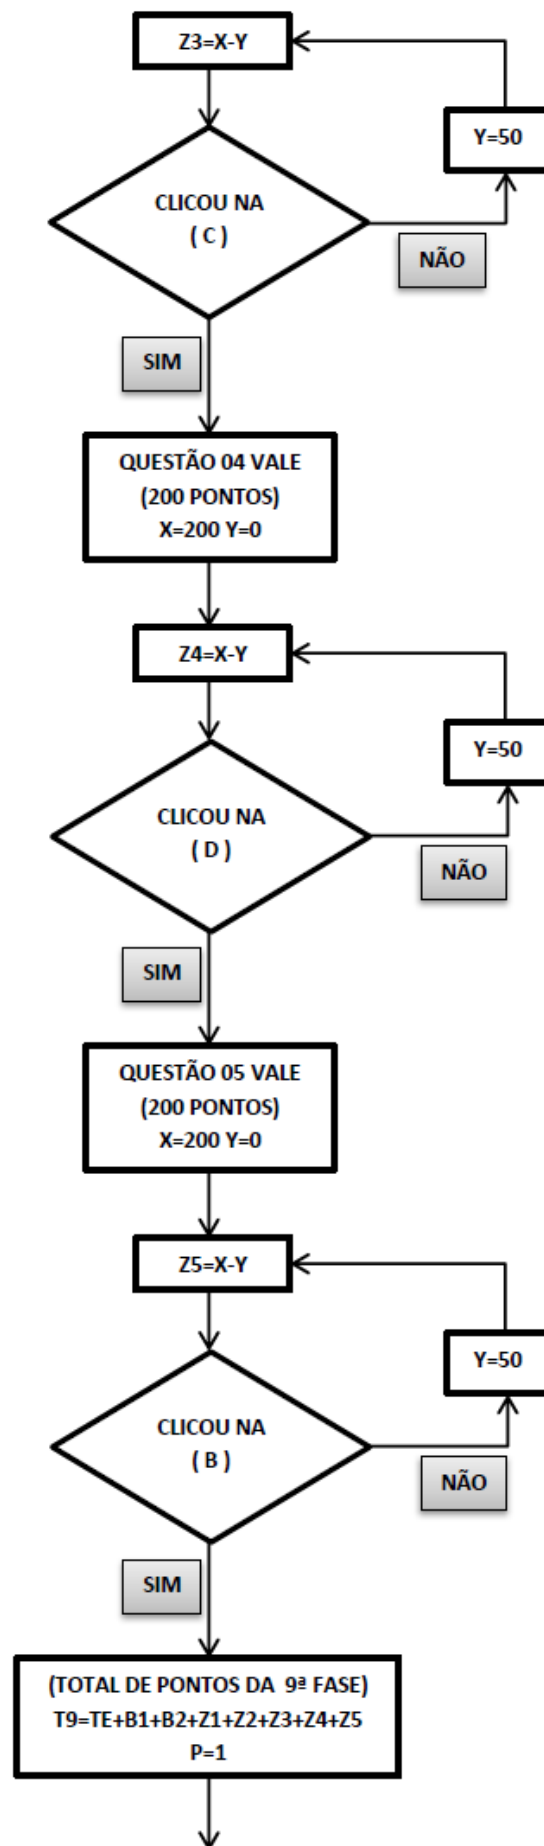 Z3=X-Y
Y=50
CLICOU NA
( C )
NÃO
SIM
QUESTÃO 04 VALE
(200 PONTOS)
X=200 Y=0
Z4=X-Y
Y=50
CLICOU NA
( D )
NÃO
SIM
QUESTÃO 05 VALE
(200 PONTOS)
X=200 Y=0
Z5=X-Y
Y=50
CLICOU NA
( B )
NÃO
SIM
(TOTAL DE PONTOS DA 9ª FASE)
T9=TE+B1+B2+Z1+Z2+Z3+Z4+Z5
P=1